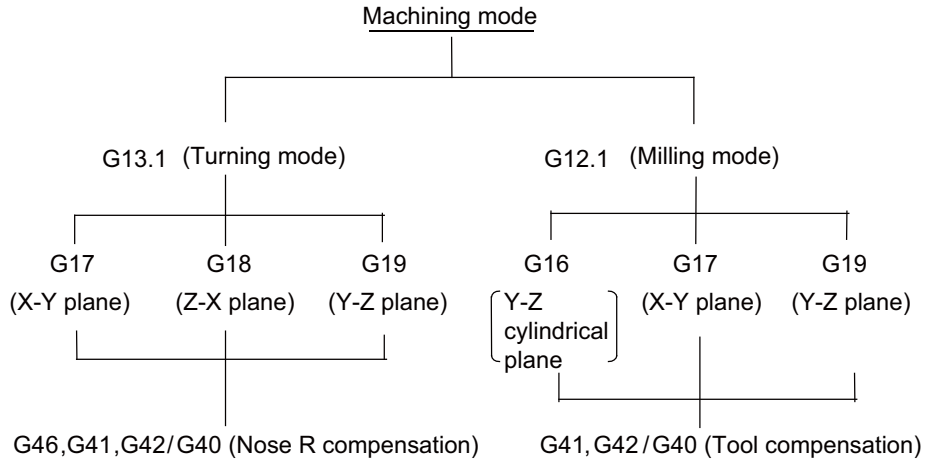 Machining mode
G13.1 (Turning mode)
G12.1 (Milling mode)
G17
(X-Y plane)
G18
(Z-X plane)
G19
(Y-Z plane)
G16
Y-Z
cylindrical
plane
G17
(X-Y plane)
G19
(Y-Z plane)
G46,G41,G42/G40 (Nose R compensation)
G41,G42/G40 (Tool compensation)